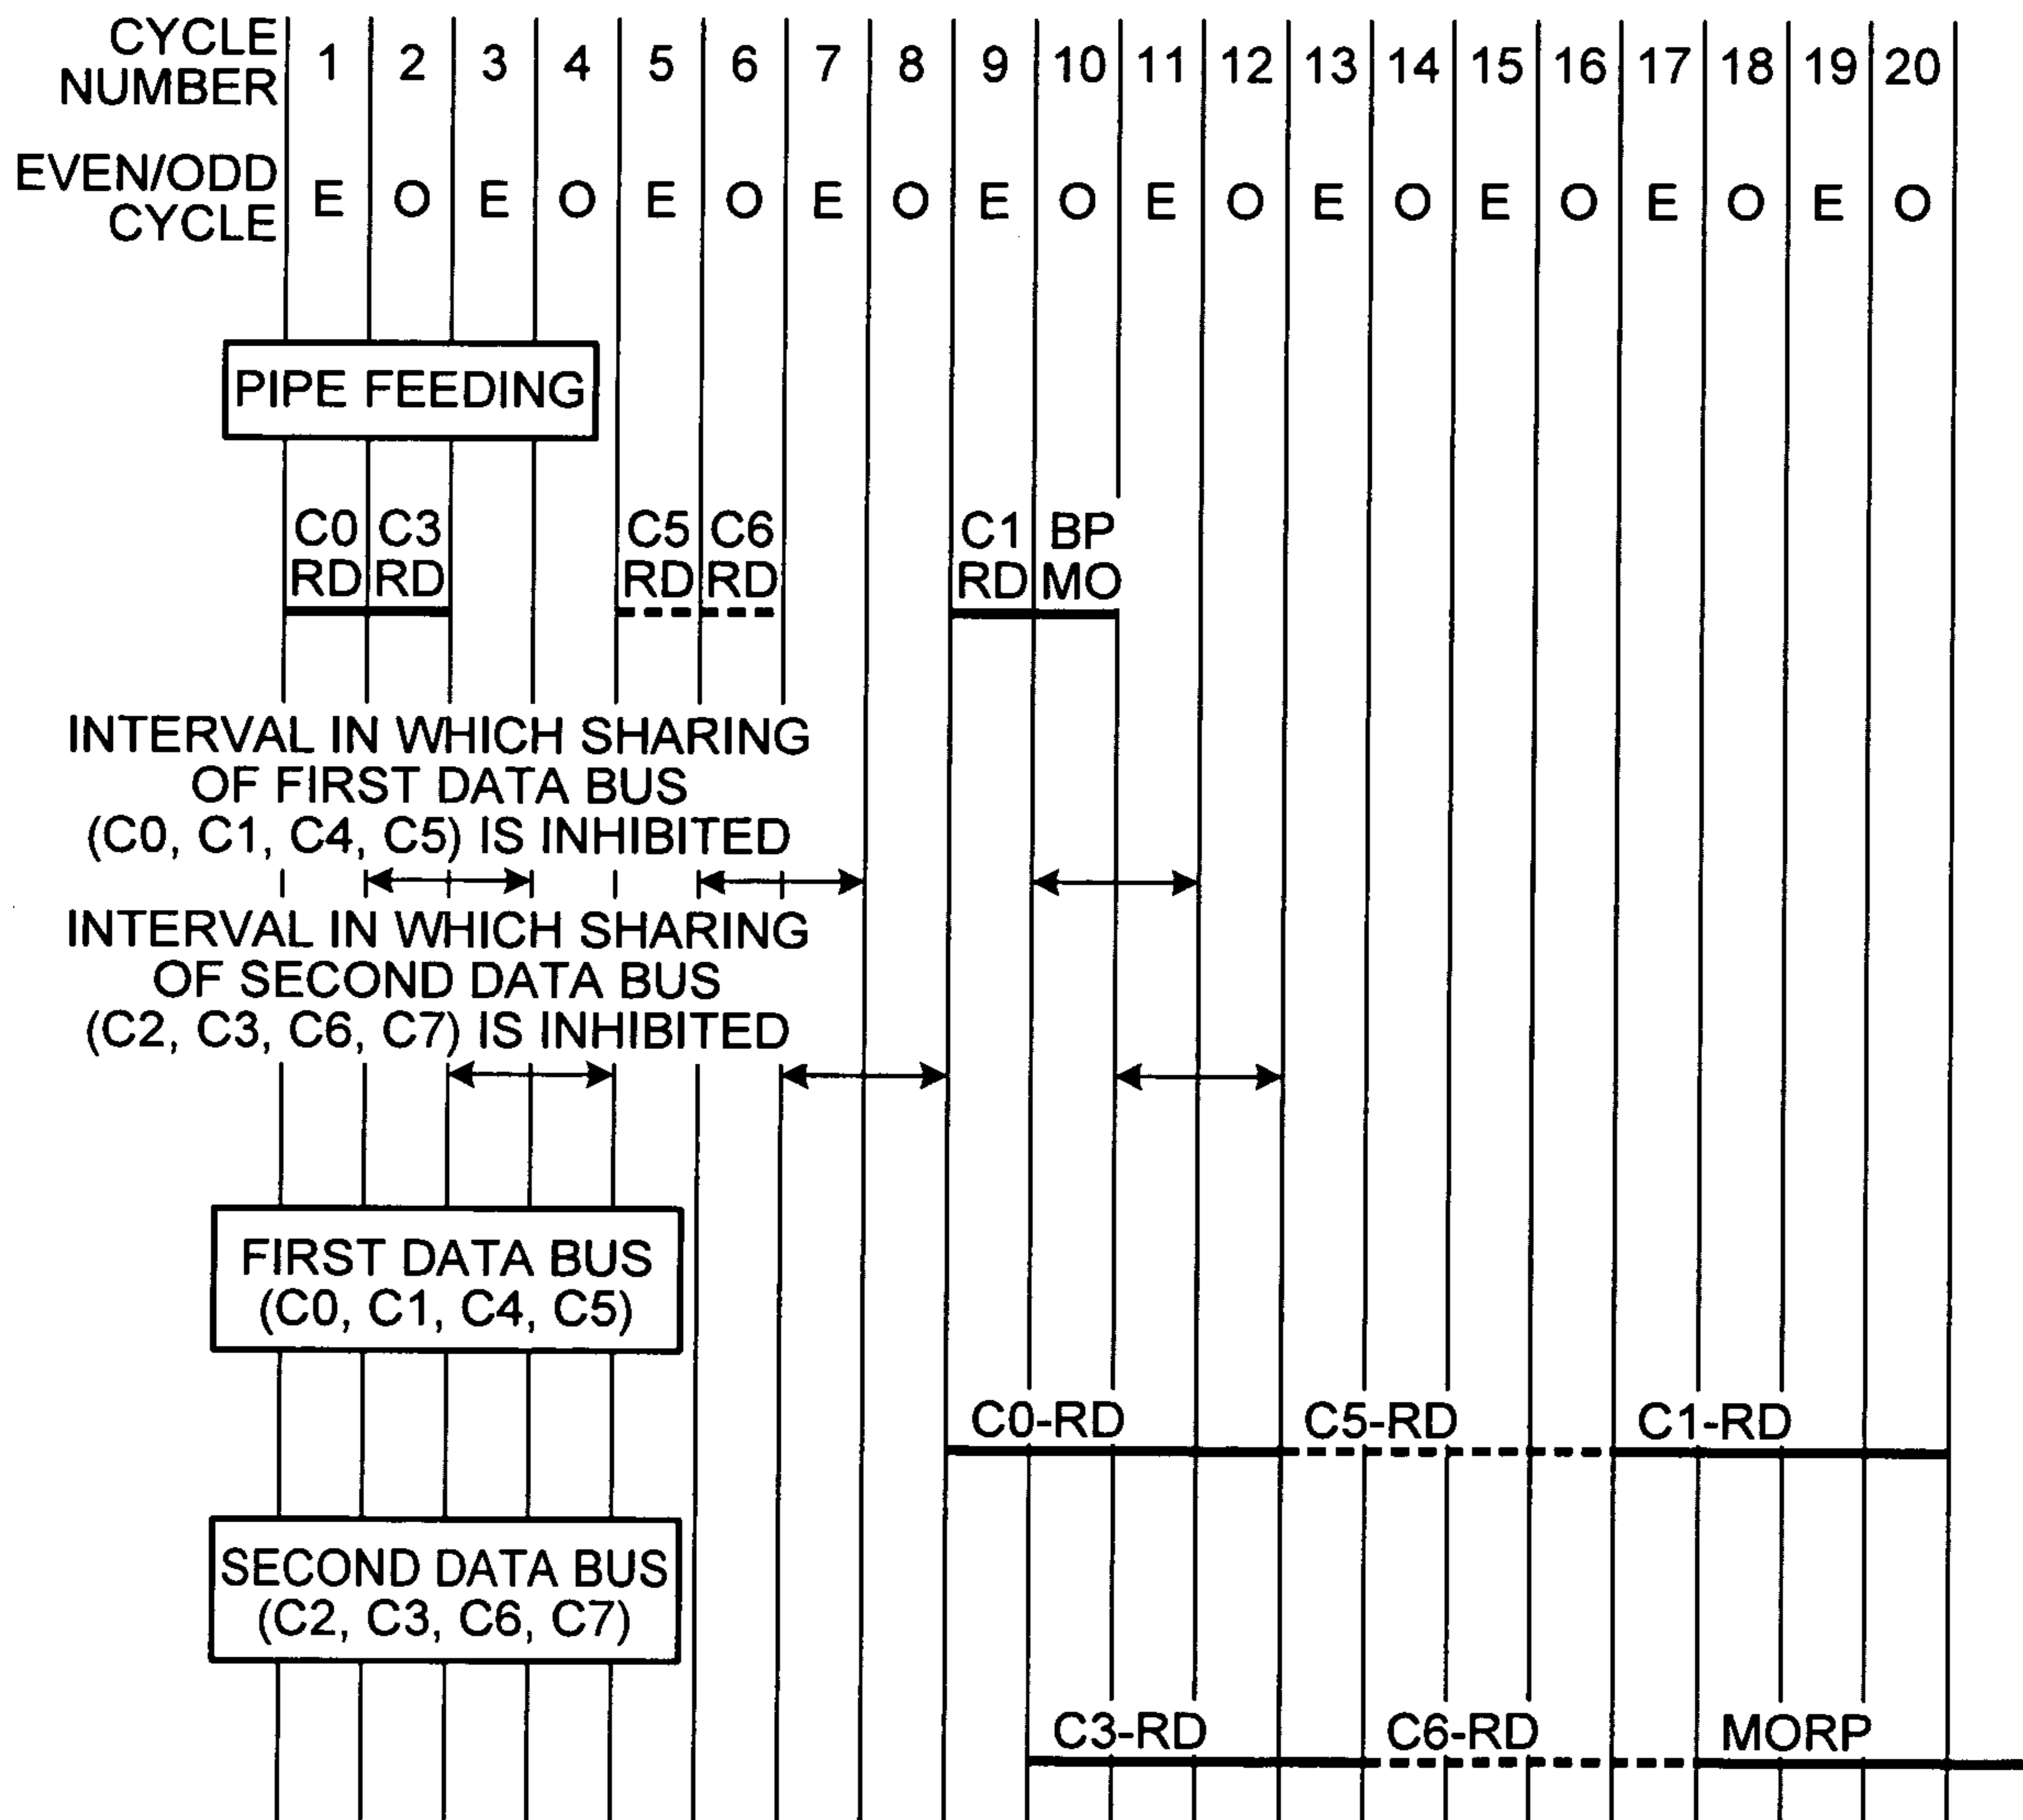 CYCLE
NUMBER 1 2 3 4 5 6 7 8 9 10 11 12 13 14 15 16 17 18 19 20
EVEN/ODD
CYCLE E O E O E O E O E O E O E O E O E O E O
PIPE FEEDING
C0 C3 C5 C6 C1 BP
RD RD RD RD RD MO
INTERVAL IN WHICH SHARING
OF FIRST DATA BUS
(C0, C1, C4, C5) IS INHIBITED
INTERVAL IN WHICH SHARING
OF SECOND DATA BUS
(C2, C3, C6, C7) IS INHIBITED
FIRST DATA BUS
(C0, C1, C4, C5)
C0-RD C5-RD C1-RD
SECOND DATA BUS
(C2, C3, C6, C7)
C3-RD C6-RD MORP